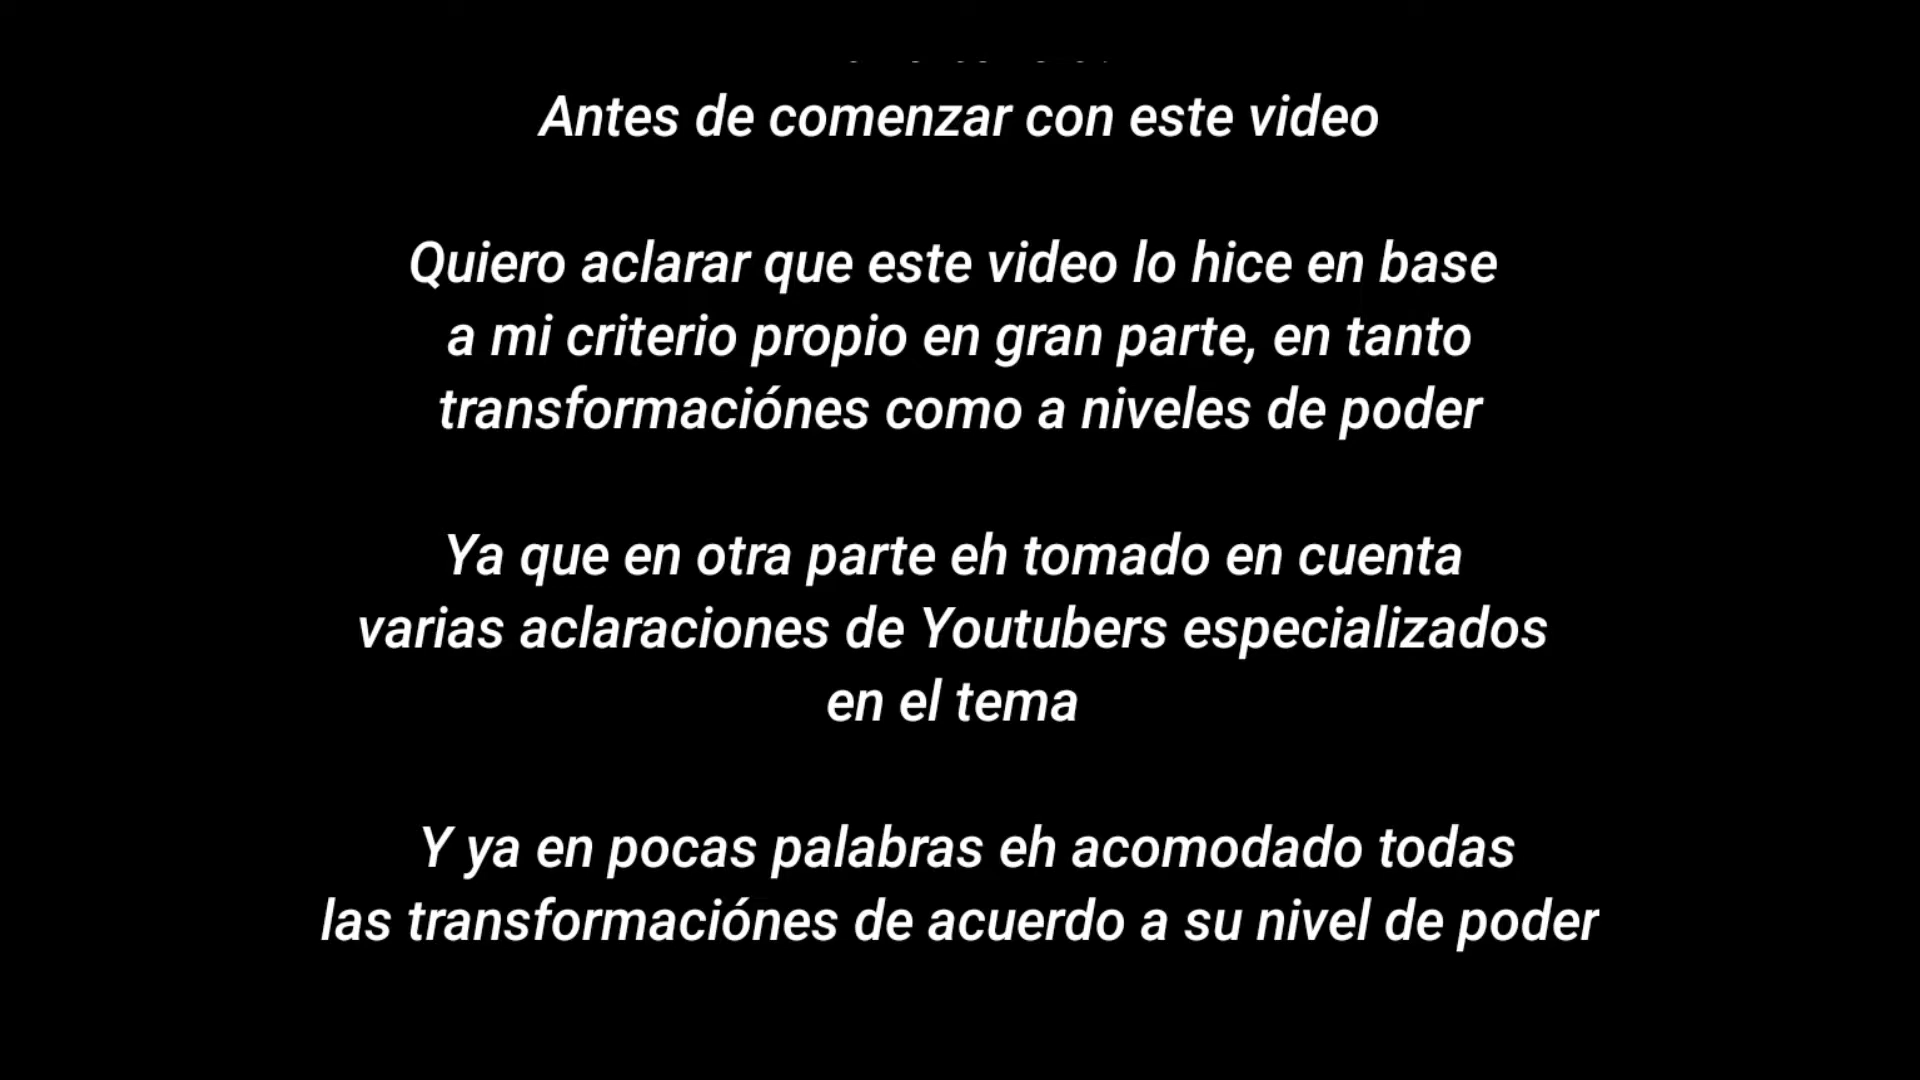 Antes de comenzar con este video
Quiero aclarar que este video lo hice en base
a mi criterio propio en gran parte, en tanto
transformaciónes como a niveles de poder
Ya que en otra parte eh tomado en cuenta
varias aclaraciones de Youtubers especializados
en el tema
Y ya en pocas palabras eh acomodado todas
las transformaciónes de acuerdo a su nivel de poder